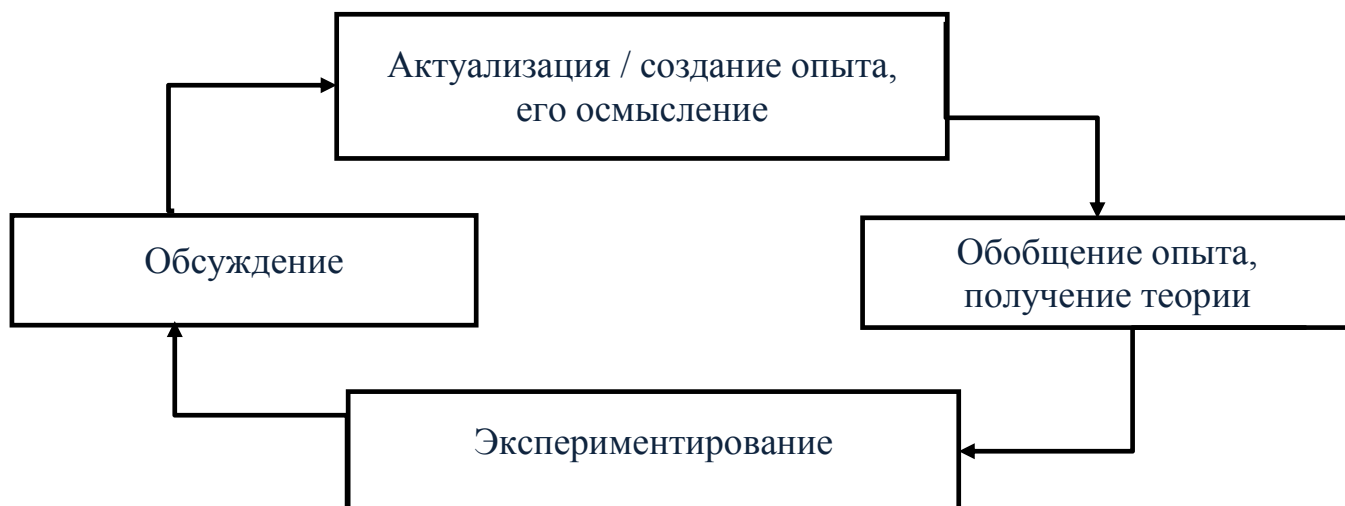 Актуализация / создание опыта,
его осмысление
Обсуждение
Обобщение опыта,
получение теории
Экспериментирование